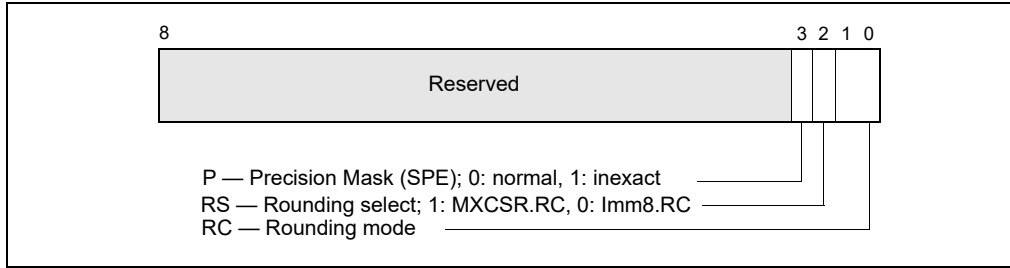 8 3 2 1 0
Reserved
P — Precision Mask (SPE); 0: normal, 1: inexact
RS — Rounding select; 1: MXCSR.RC, 0: Imm8.RC
RC — Rounding mode